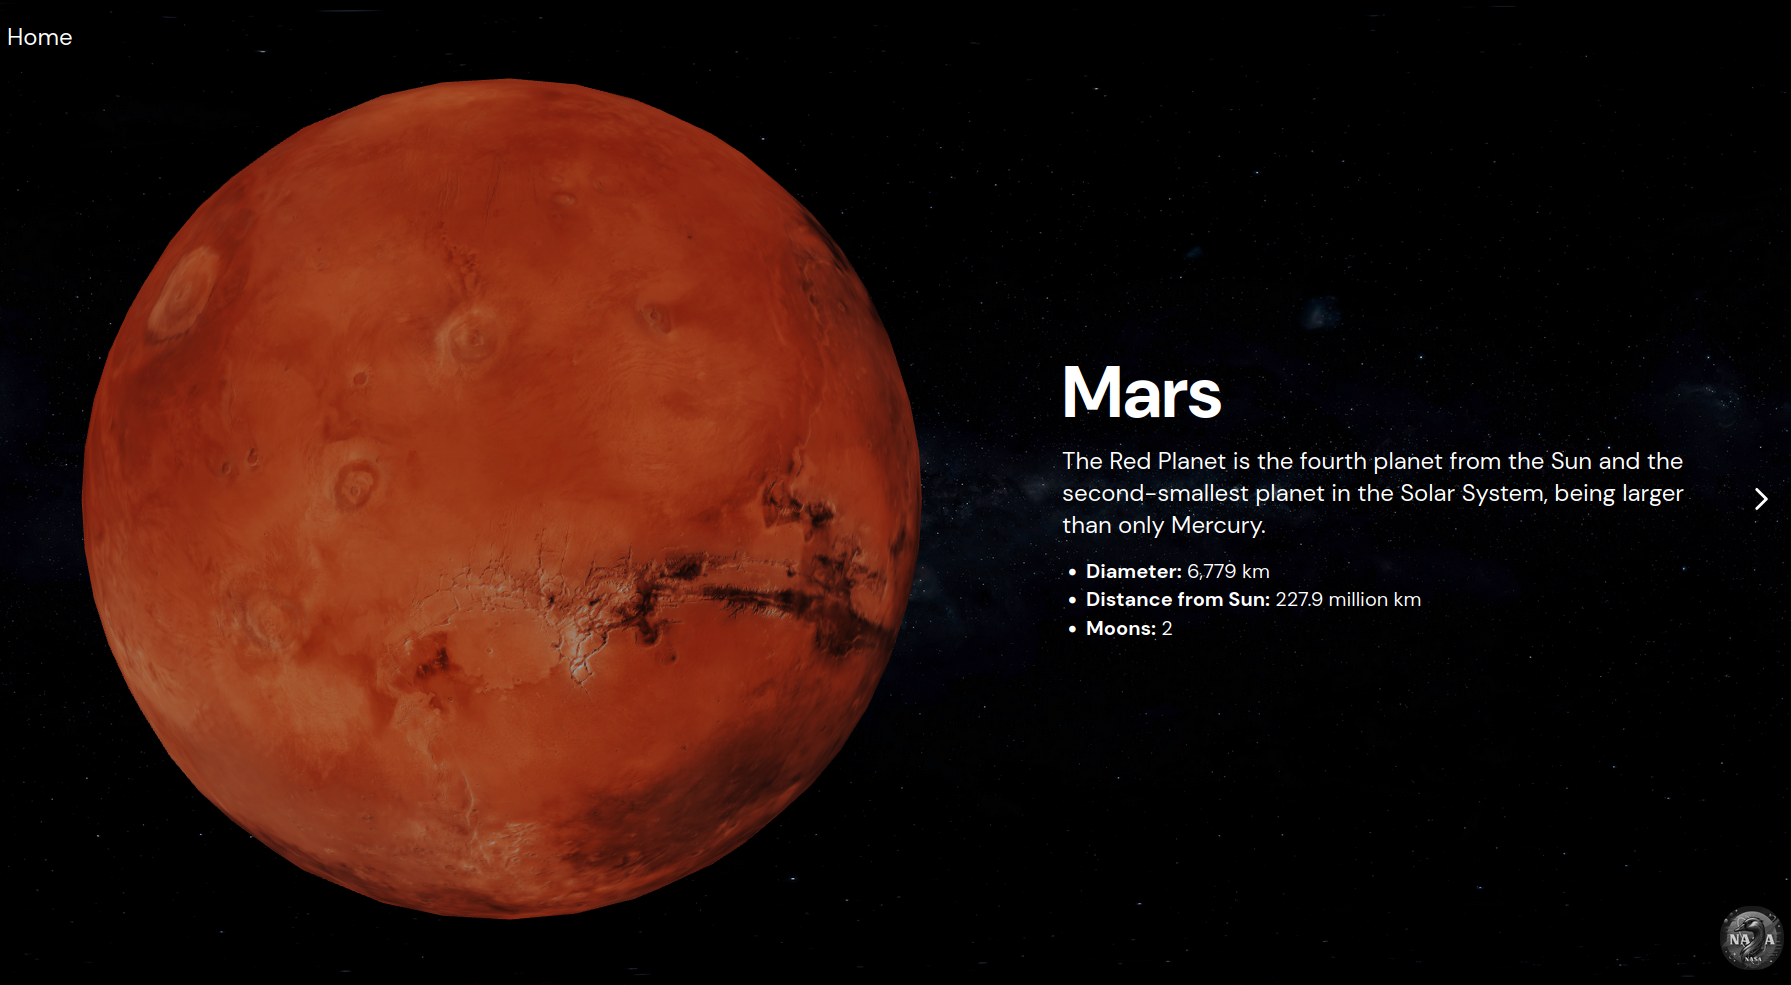 Home
Mars
The Red Planet is the fourth planet from the Sun and the
second-smallest planet in the Solar System, being larger
than only Mercury.
• Diameter: 6,779 km
• Distance from Sun: 227.9 million km
• Moons: 2
NA A
NASA